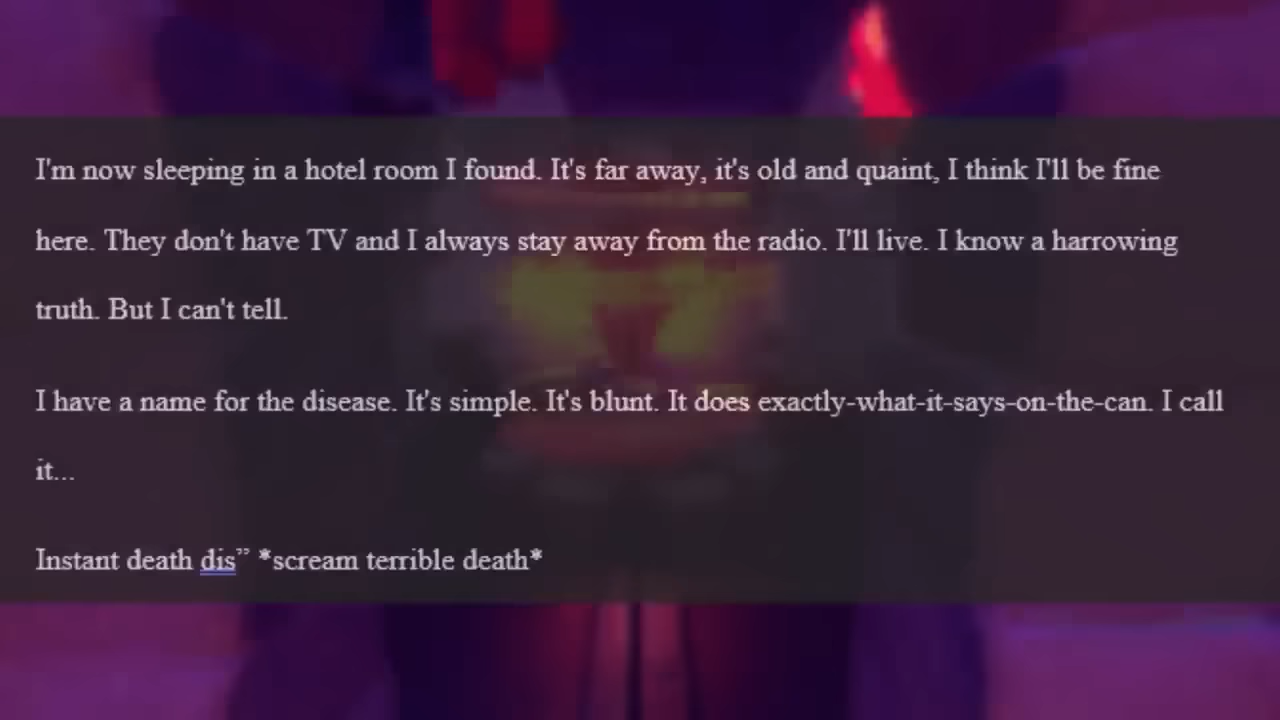 I'm now sleeping in a hotel room I found. It's far away, it's old and quaint, I think I'll be fine
here. They don't have TV and I always stay away from the radio. I'll live. I know a harrowing
truth. But I can't tell.
I have a name for the disease. It's simple. It's blunt. It does exactly-what-it-says-on-the-can. I call
it...
Instant death dis” *scream terrible death*